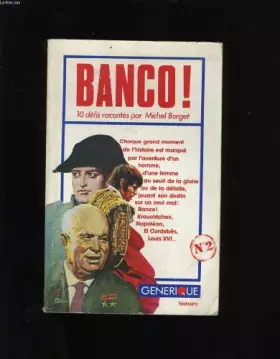 BANCO!
10 défis racontés par Michel Borget
Chaque grand moment
de l'histoire est marqué
par l'aventure d'un
homme,
d'une femme
au seuil de la gloire
ou de la défaite,
jouant son destin
sur un seul mot:
Banco!
Krouchtchev,
Napoléon,
El Cordobés,
Louis XVI...
N°2
GENERIQUE
histoire